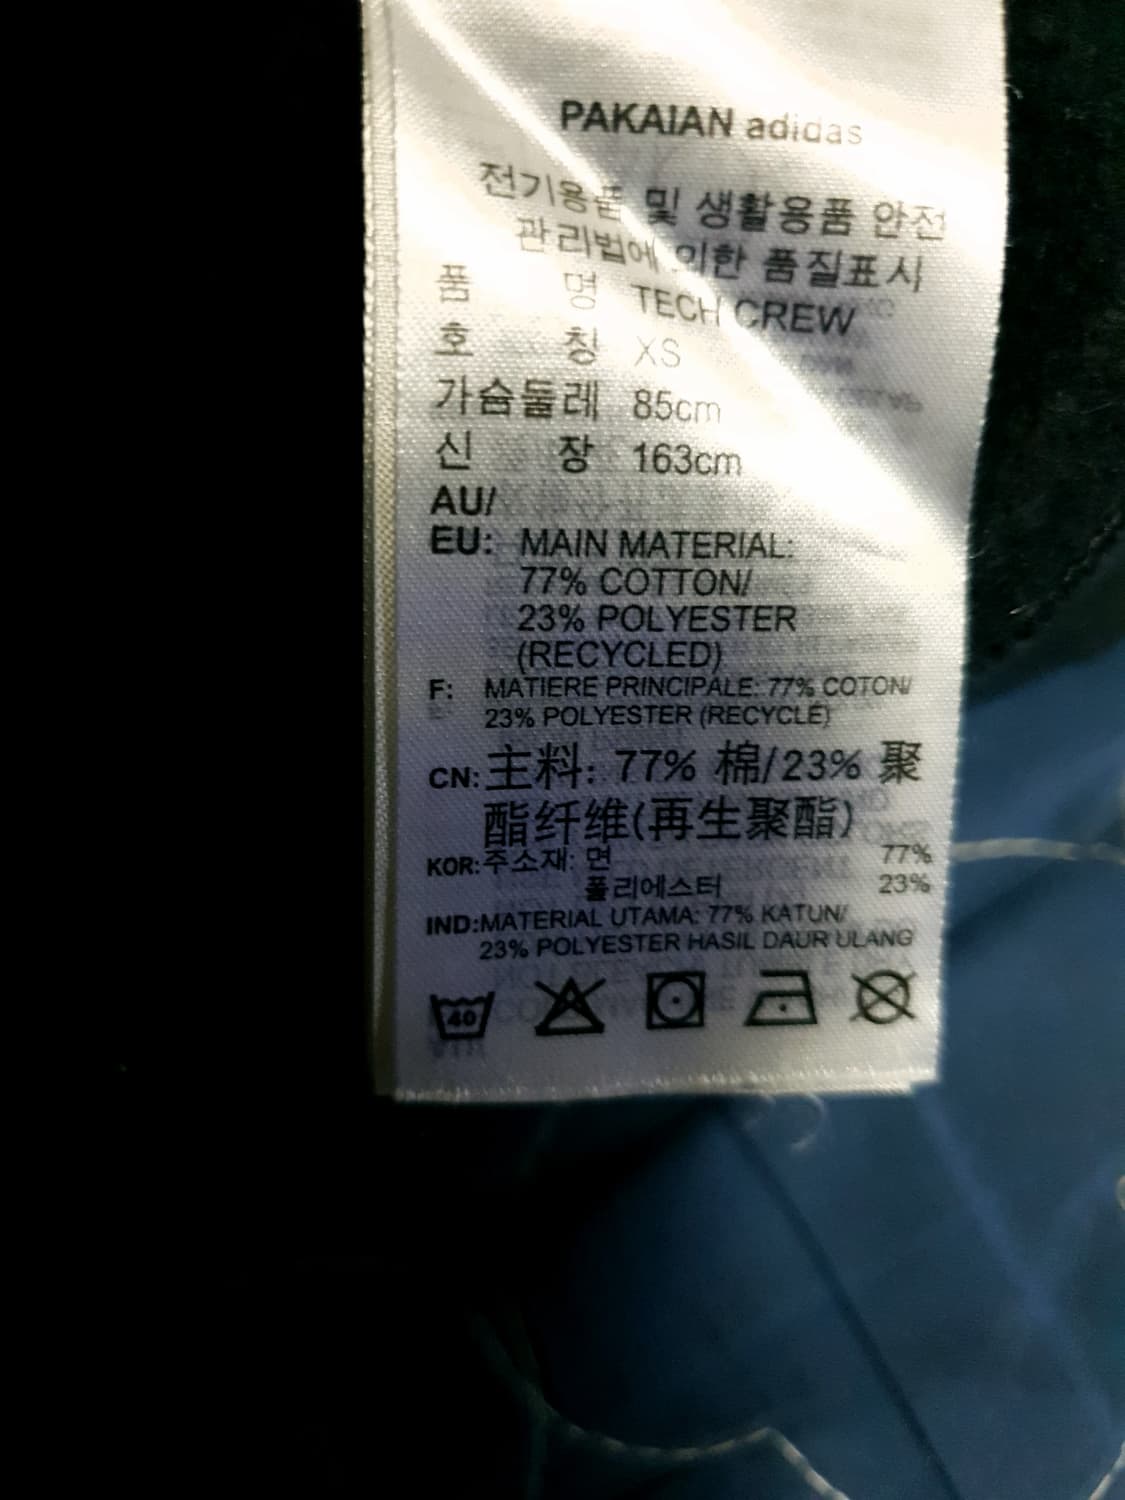 PAKAIAN adidas
전기용품 및 생활용품 안전
관리법에 의한 품질표시
품 명 TECH CREW
호 칭 XS
가슴둘레 85cm
신 장 163cm
AU/
EU: MAIN MATERIAL:
77% COTTON/
23% POLYESTER
(RECYCLED)
F: MATIERE PRINCIPALE: 77% COTON/
23% POLYESTER (RECYCLÉ)
CN: 主料: 77% 棉/23% 聚
酯纤维(再生聚酯)
KOR: 주소재: 면 77%
폴리에스터 23%
IND: MATERIAL UTAMA: 77% KATUN/
23% POLYESTER HASIL DAUR ULANG
40